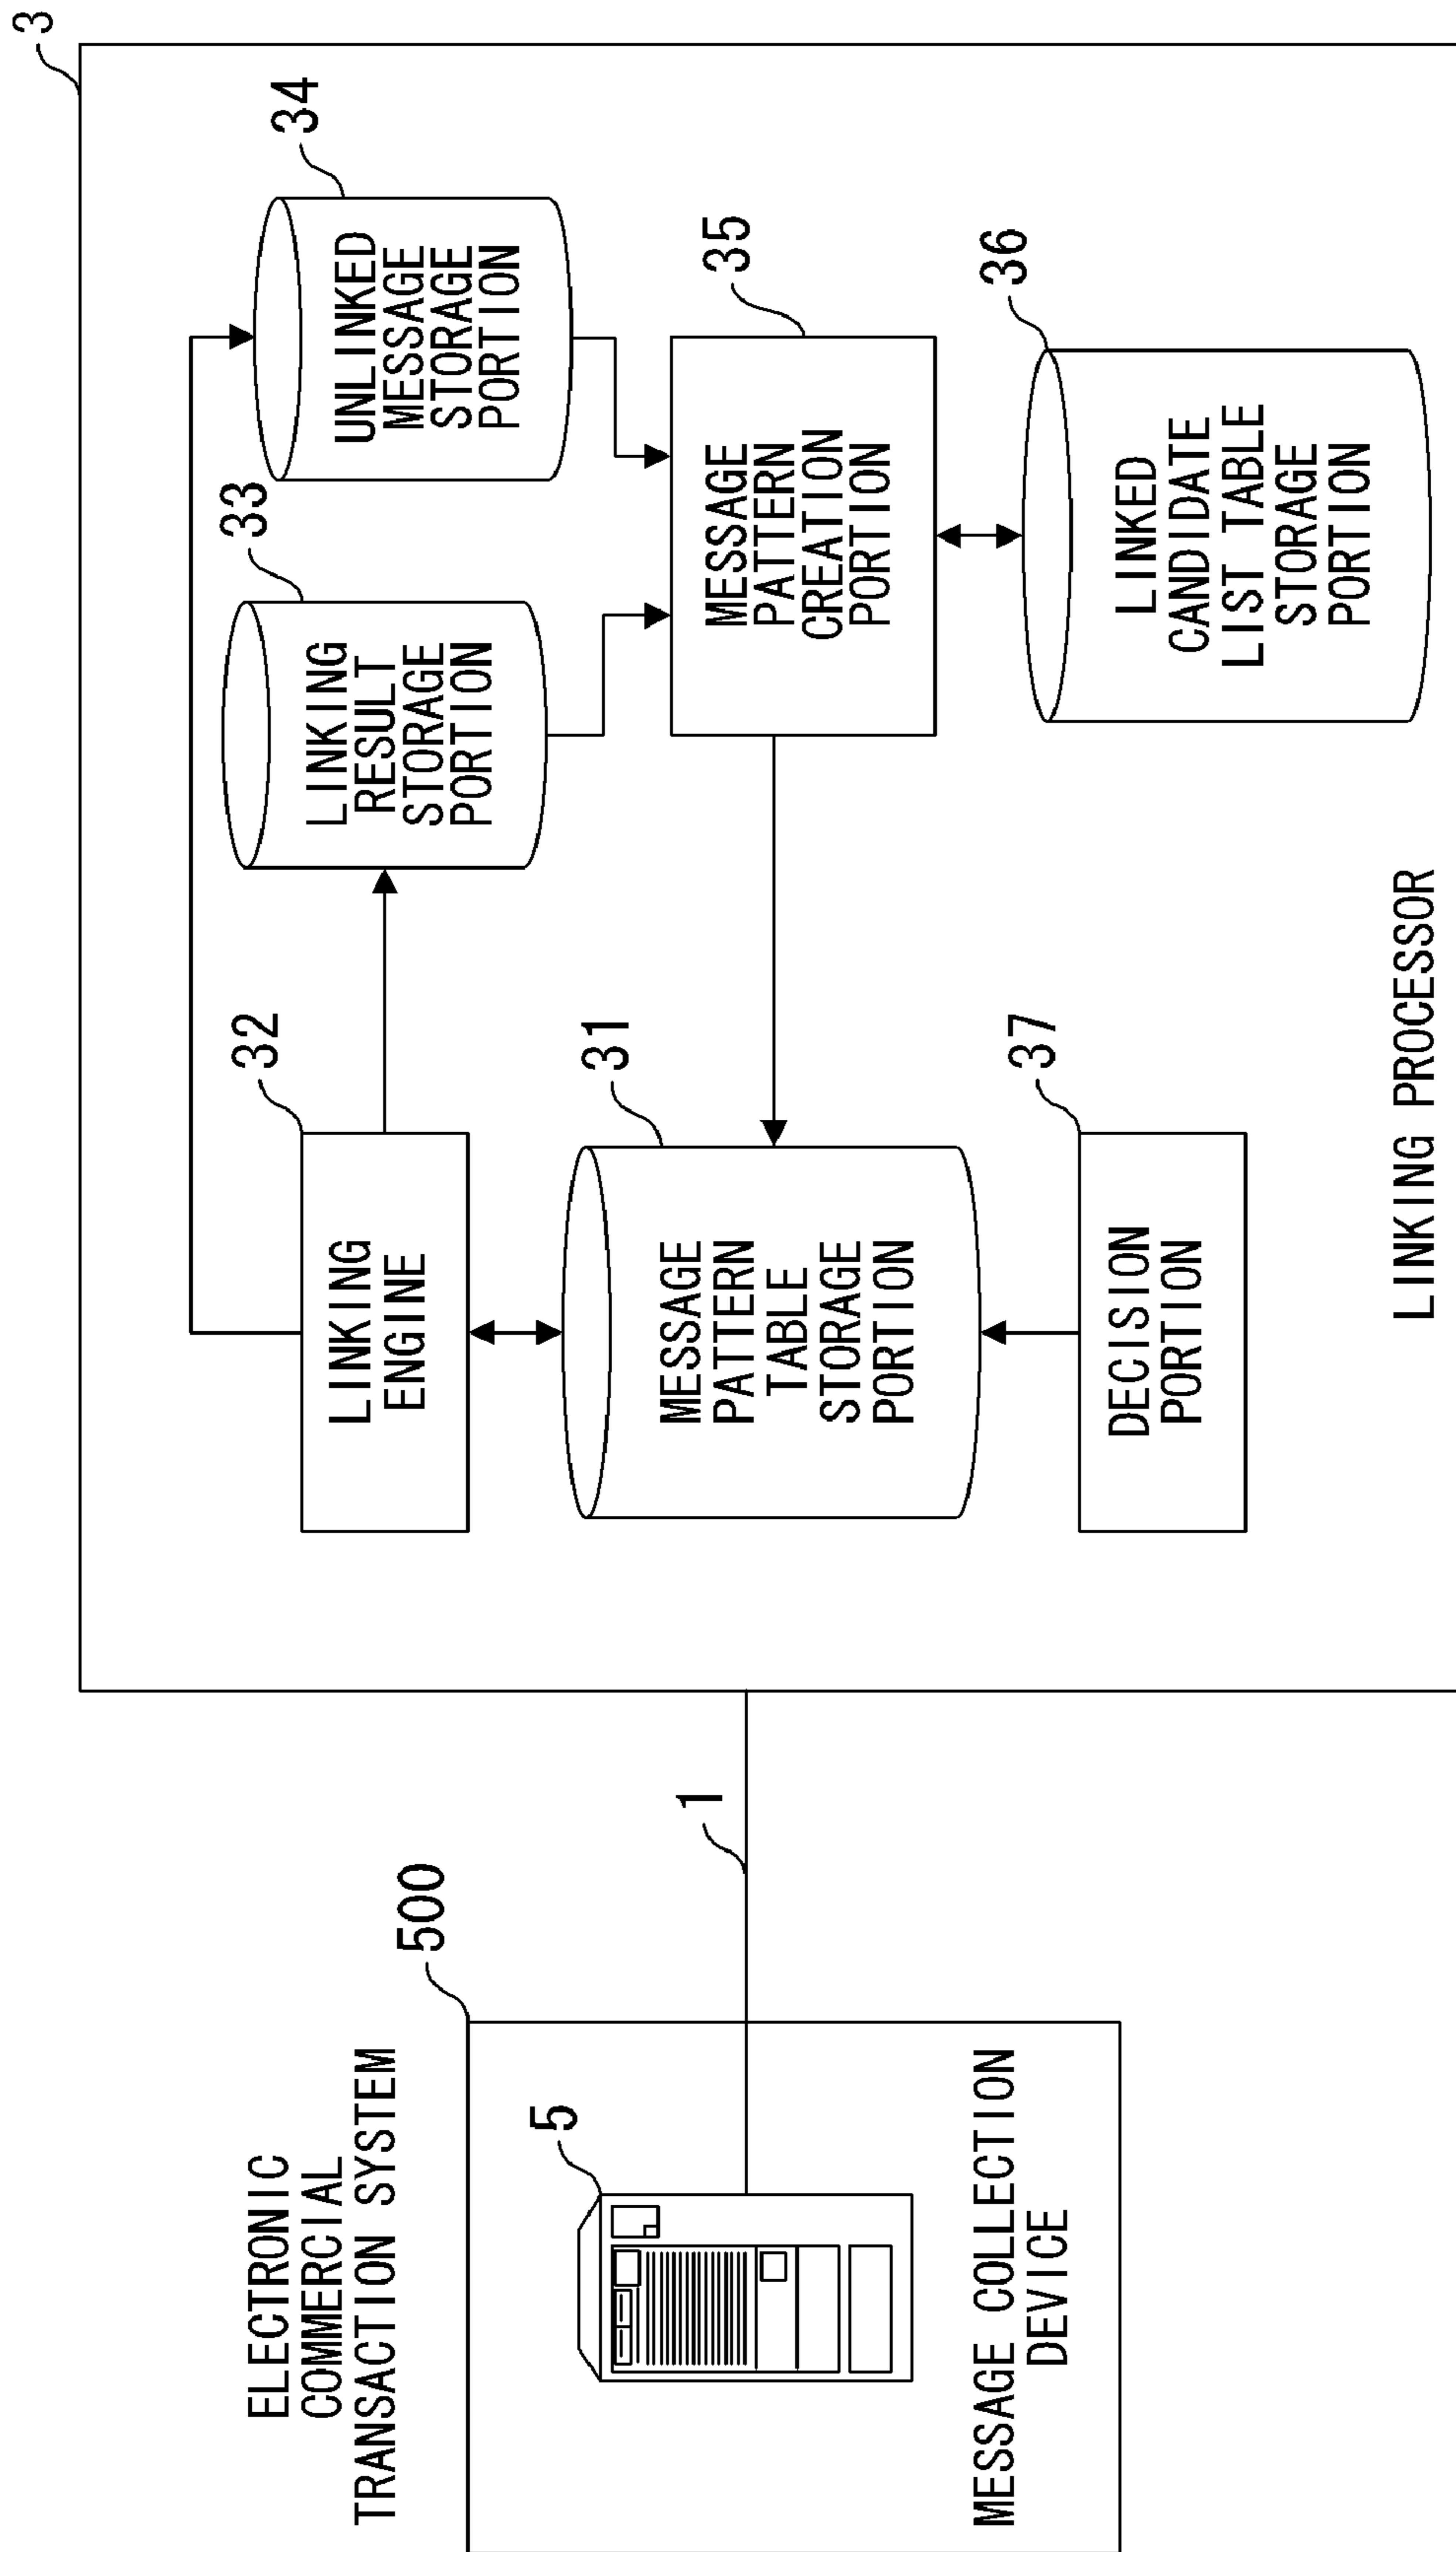 ELECTRONIC
COMMERCIAL
TRANSACTION SYSTEM
500
5
MESSAGE COLLECTION
DEVICE
1
3
32
LINKING
ENGINE
33
LINKING
RESULT
STORAGE
PORTION
34
UNLINKED
MESSAGE
STORAGE
PORTION
31
MESSAGE
PATTERN
TABLE
STORAGE
PORTION
35
MESSAGE
PATTERN
CREATION
PORTION
37
DECISION
PORTION
36
LINKED
CANDIDATE
LIST TABLE
STORAGE
PORTION
LINKING PROCESSOR